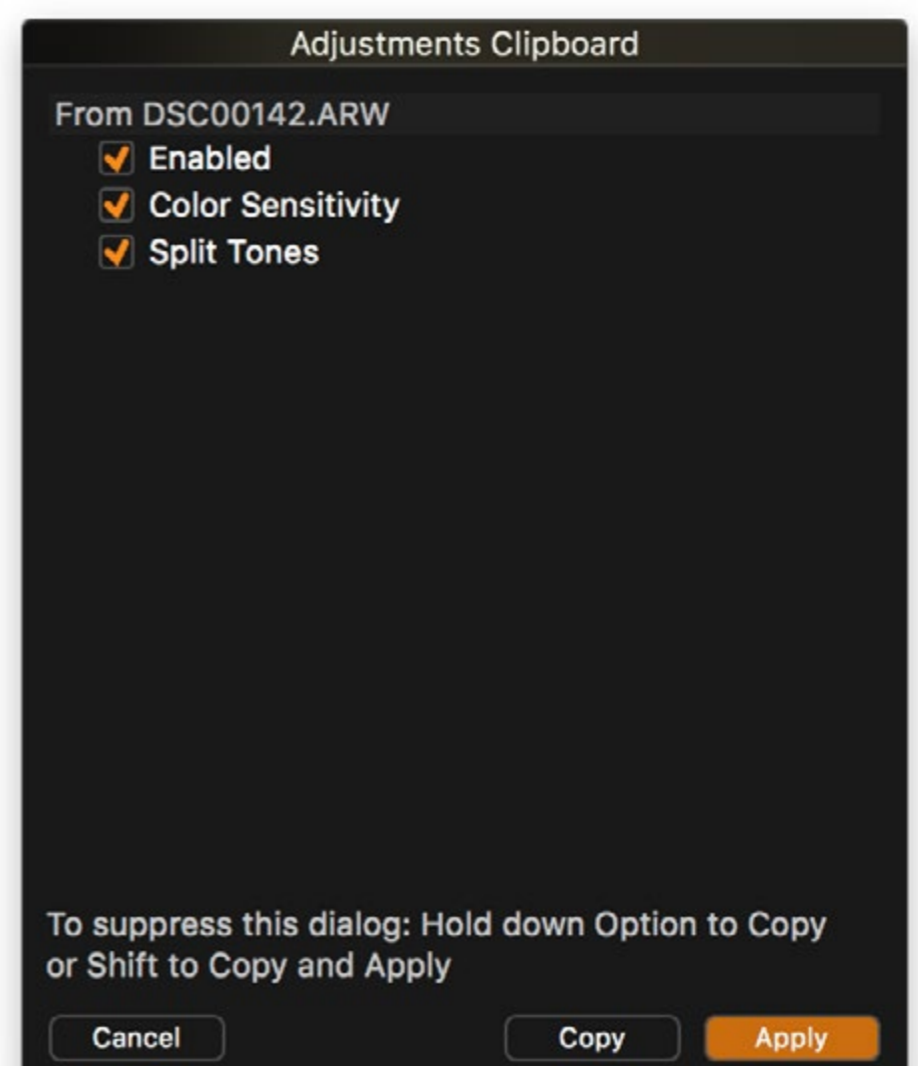 Adjustments Clipboard
From DSC00142.ARW
Enabled
Color Sensitivity
Split Tones
To suppress this dialog: Hold down Option to Copy
or Shift to Copy and Apply
Cancel Copy Apply